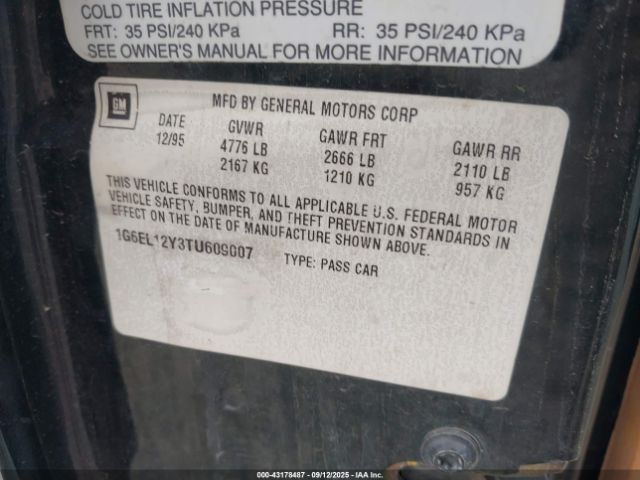 COLD TIRE INFLATION PRESSURE
FRT: 35 PSI/240 KPa RR: 35 PSI/240 KPa
SEE OWNER'S MANUAL FOR MORE INFORMATION
GM
MFD BY GENERAL MOTORS CORP
DATE GVWR GAWR FRT GAWR RR
12/95 4776 LB 2666 LB 2110 LB
2167 KG 1210 KG 957 KG
THIS VEHICLE CONFORMS TO ALL APPLICABLE U.S. FEDERAL MOTOR
VEHICLE SAFETY, BUMPER, AND THEFT PREVENTION STANDARDS IN
EFFECT ON THE DATE OF MANUFACTURE SHOWN ABOVE.
1G6EL12Y3TU609007 TYPE: PASS CAR
000-43178487 - 09/12/2025 - IAA Inc.